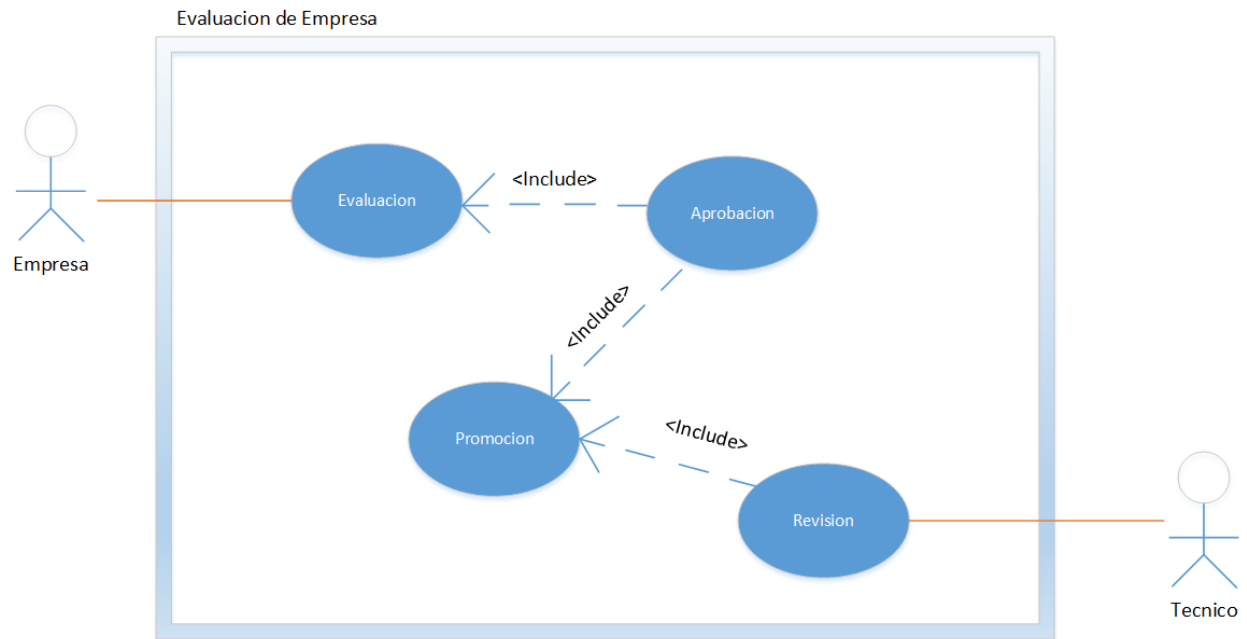 Evaluacion de Empresa
Evaluacion
<Include>
Aprobacion
Empresa
<Include>
Promocion
<Include>
Revision
Tecnico